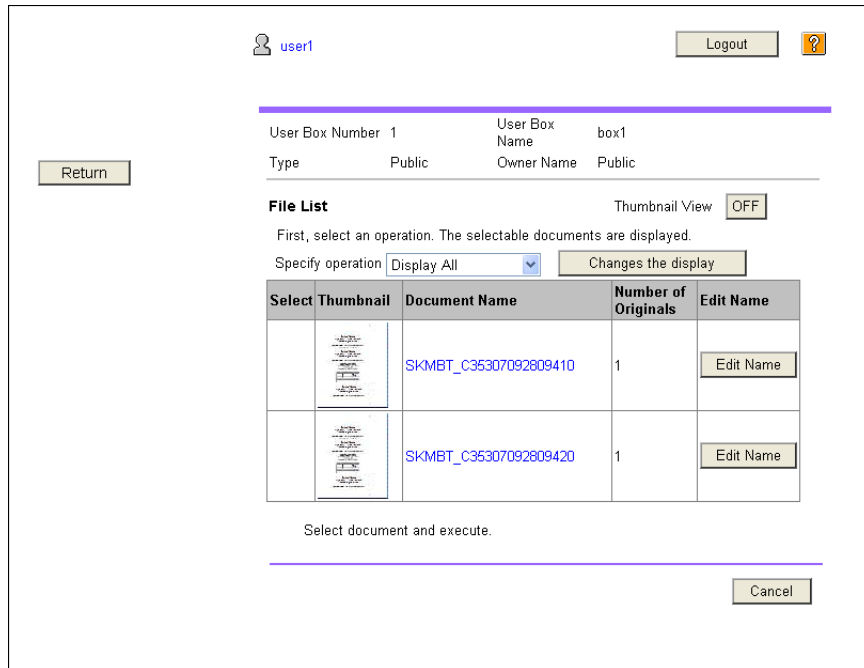 user1
Logout
?
User Box Number 1 User Box Name box1
Type Public Owner Name Public
Return
File List Thumbnail View OFF
First, select an operation. The selectable documents are displayed.
Specify operation Display All Changes the display
Select Thumbnail Document Name Number of Originals Edit Name
SKMBT_C35307092809410 1 Edit Name
SKMBT_C35307092809420 1 Edit Name
Select document and execute.
Cancel